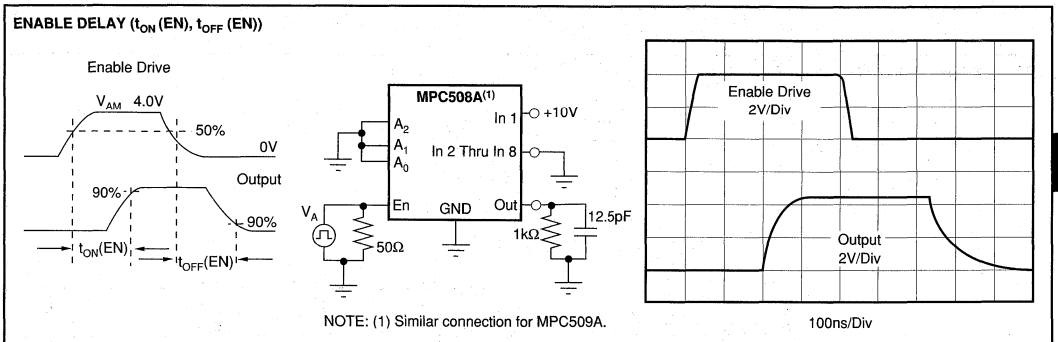 ENABLE DELAY (tON (EN), tOFF (EN))
Enable Drive
VAM 4.0V
50%
0V
Output
90%
90%
tON(EN)
tOFF(EN)
MPC508A(1)
In 1
+10V
A2
A1
A0
In 2 Thru In 8
En
GND
Out
VA
50Ω
1kΩ
12.5pF
NOTE: (1) Similar connection for MPC509A.
Enable Drive
2V/Div
Output
2V/Div
100ns/Div